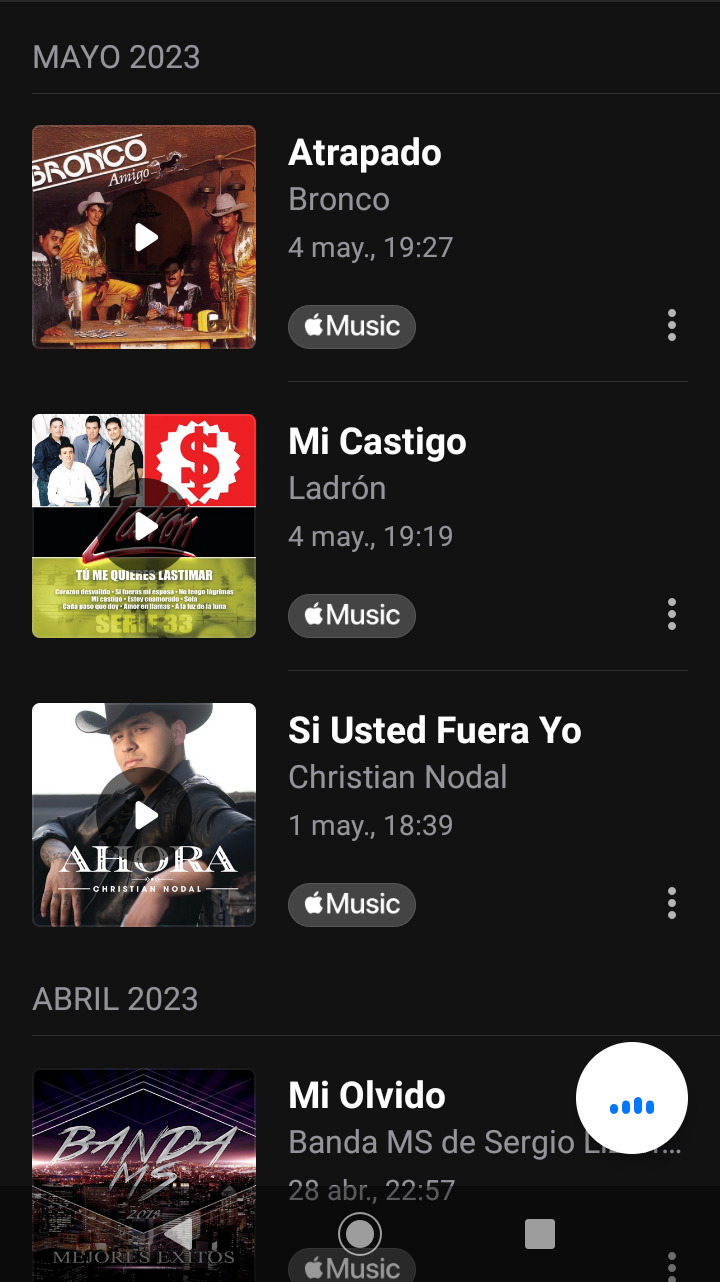 MAYO 2023
BRONCO
Amigo
Atrapado
Bronco
4 may., 19:27
Music
$
Ladrón
TÚ ME QUIERES LASTIMAR
Corazón desvalido • Si fueras mi esposa • No tengo lágrimas
Mi castigo • Estoy enamorado • Sola
Cada paso que doy • Amor en llamas • A la luz de la luna
SERIE 33
Mi Castigo
Ladrón
4 may., 19:19
Music
AHORA
CHRISTIAN NODAL
Si Usted Fuera Yo
Christian Nodal
1 may., 18:39
Music
ABRIL 2023
BANDA
MS
2018
MEJORES EXITOS
Mi Olvido
Banda MS de Sergio
28 abr., 22:57
Music